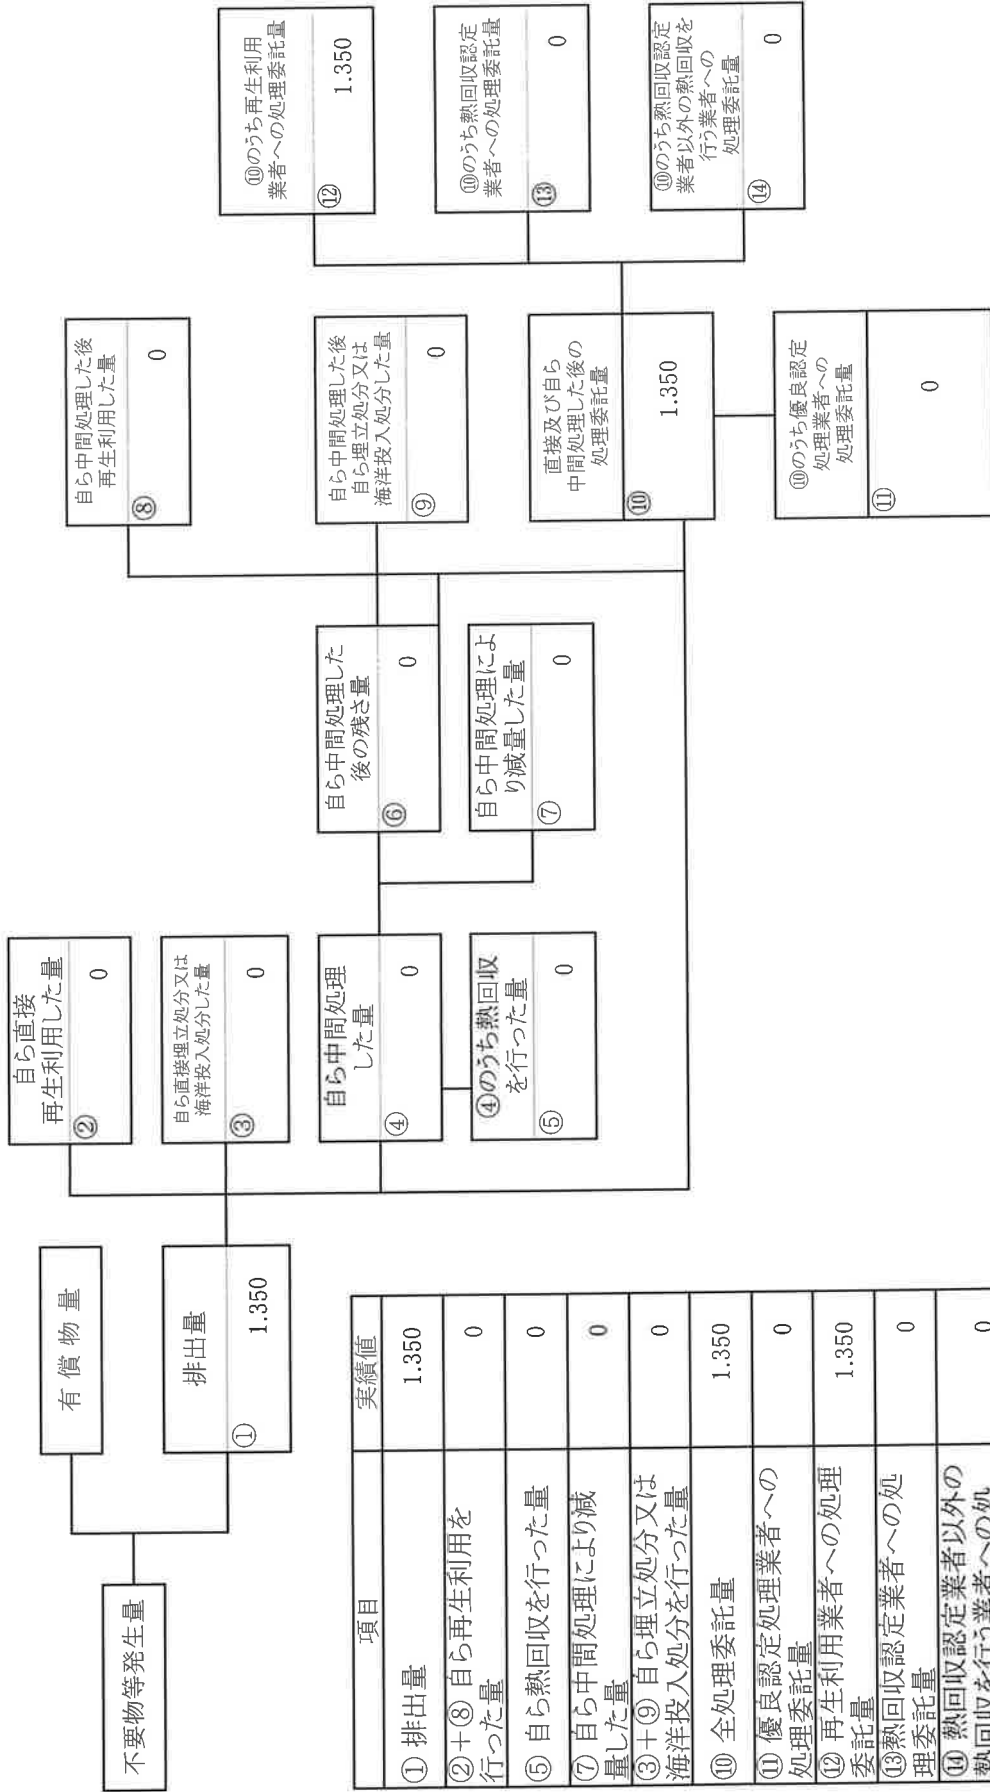 不要物等発生量
有償物量
排出量
①
1.350
自ら直接
再生利用した量
②
0
自ら直接埋立処分又は
海洋投入処分した量
③
0
自ら中間処理
した量
④
0
④のうち熱回収
を行った量
⑤
0
自ら中間処理した
後の残さ量
⑥
0
自ら中間処理によ
り減量した量
⑦
0
自ら中間処理した後
再生利用した量
⑧
0
自ら中間処理した後
自ら埋立処分又は
海洋投入処分した量
⑨
0
直接及び自ら
中間処理した後の
処理委託量
⑩
1.350
⑩のうち優良認定
処理業者への
処理委託量
⑪
0
⑩のうち再生利用
業者への処理委託量
⑫
1.350
⑩のうち熱回収認定
業者への処理委託量
⑬
0
⑩のうち熱回収認定
業者以外の熱回収を
行う業者への
処理委託量
⑭
0
項目 実績値
① 排出量 1.350
②+⑧ 自ら再生利用を
行った量 0
⑤ 自ら熱回収を行った量 0
⑦ 自ら中間処理により減
量した量 0
③+⑨ 自ら埋立処分又は
海洋投入処分を行った量 0
⑩ 全処理委託量 1.350
⑪ 優良認定処理業者への
処理委託量 0
⑫ 再生利用業者への処理
委託量 1.350
⑬熱回収認定業者への処
理委託量 0
⑭ 熱回収認定業者以外の
熱回収を行う業者への処 0